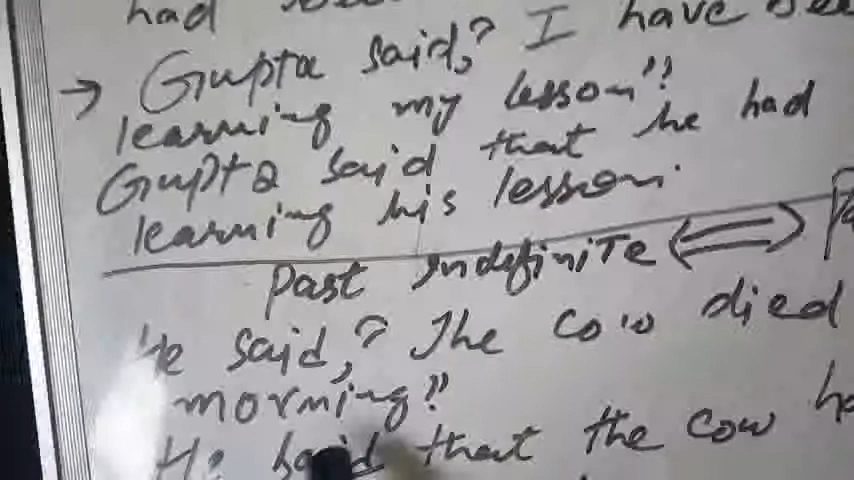 had
Gupta said," I have
→ learning my lesson"!
Gupta said that he had
learning his lesson.
Past Indefinite ⟺
He said," The cow died
morning"
He said that the cow